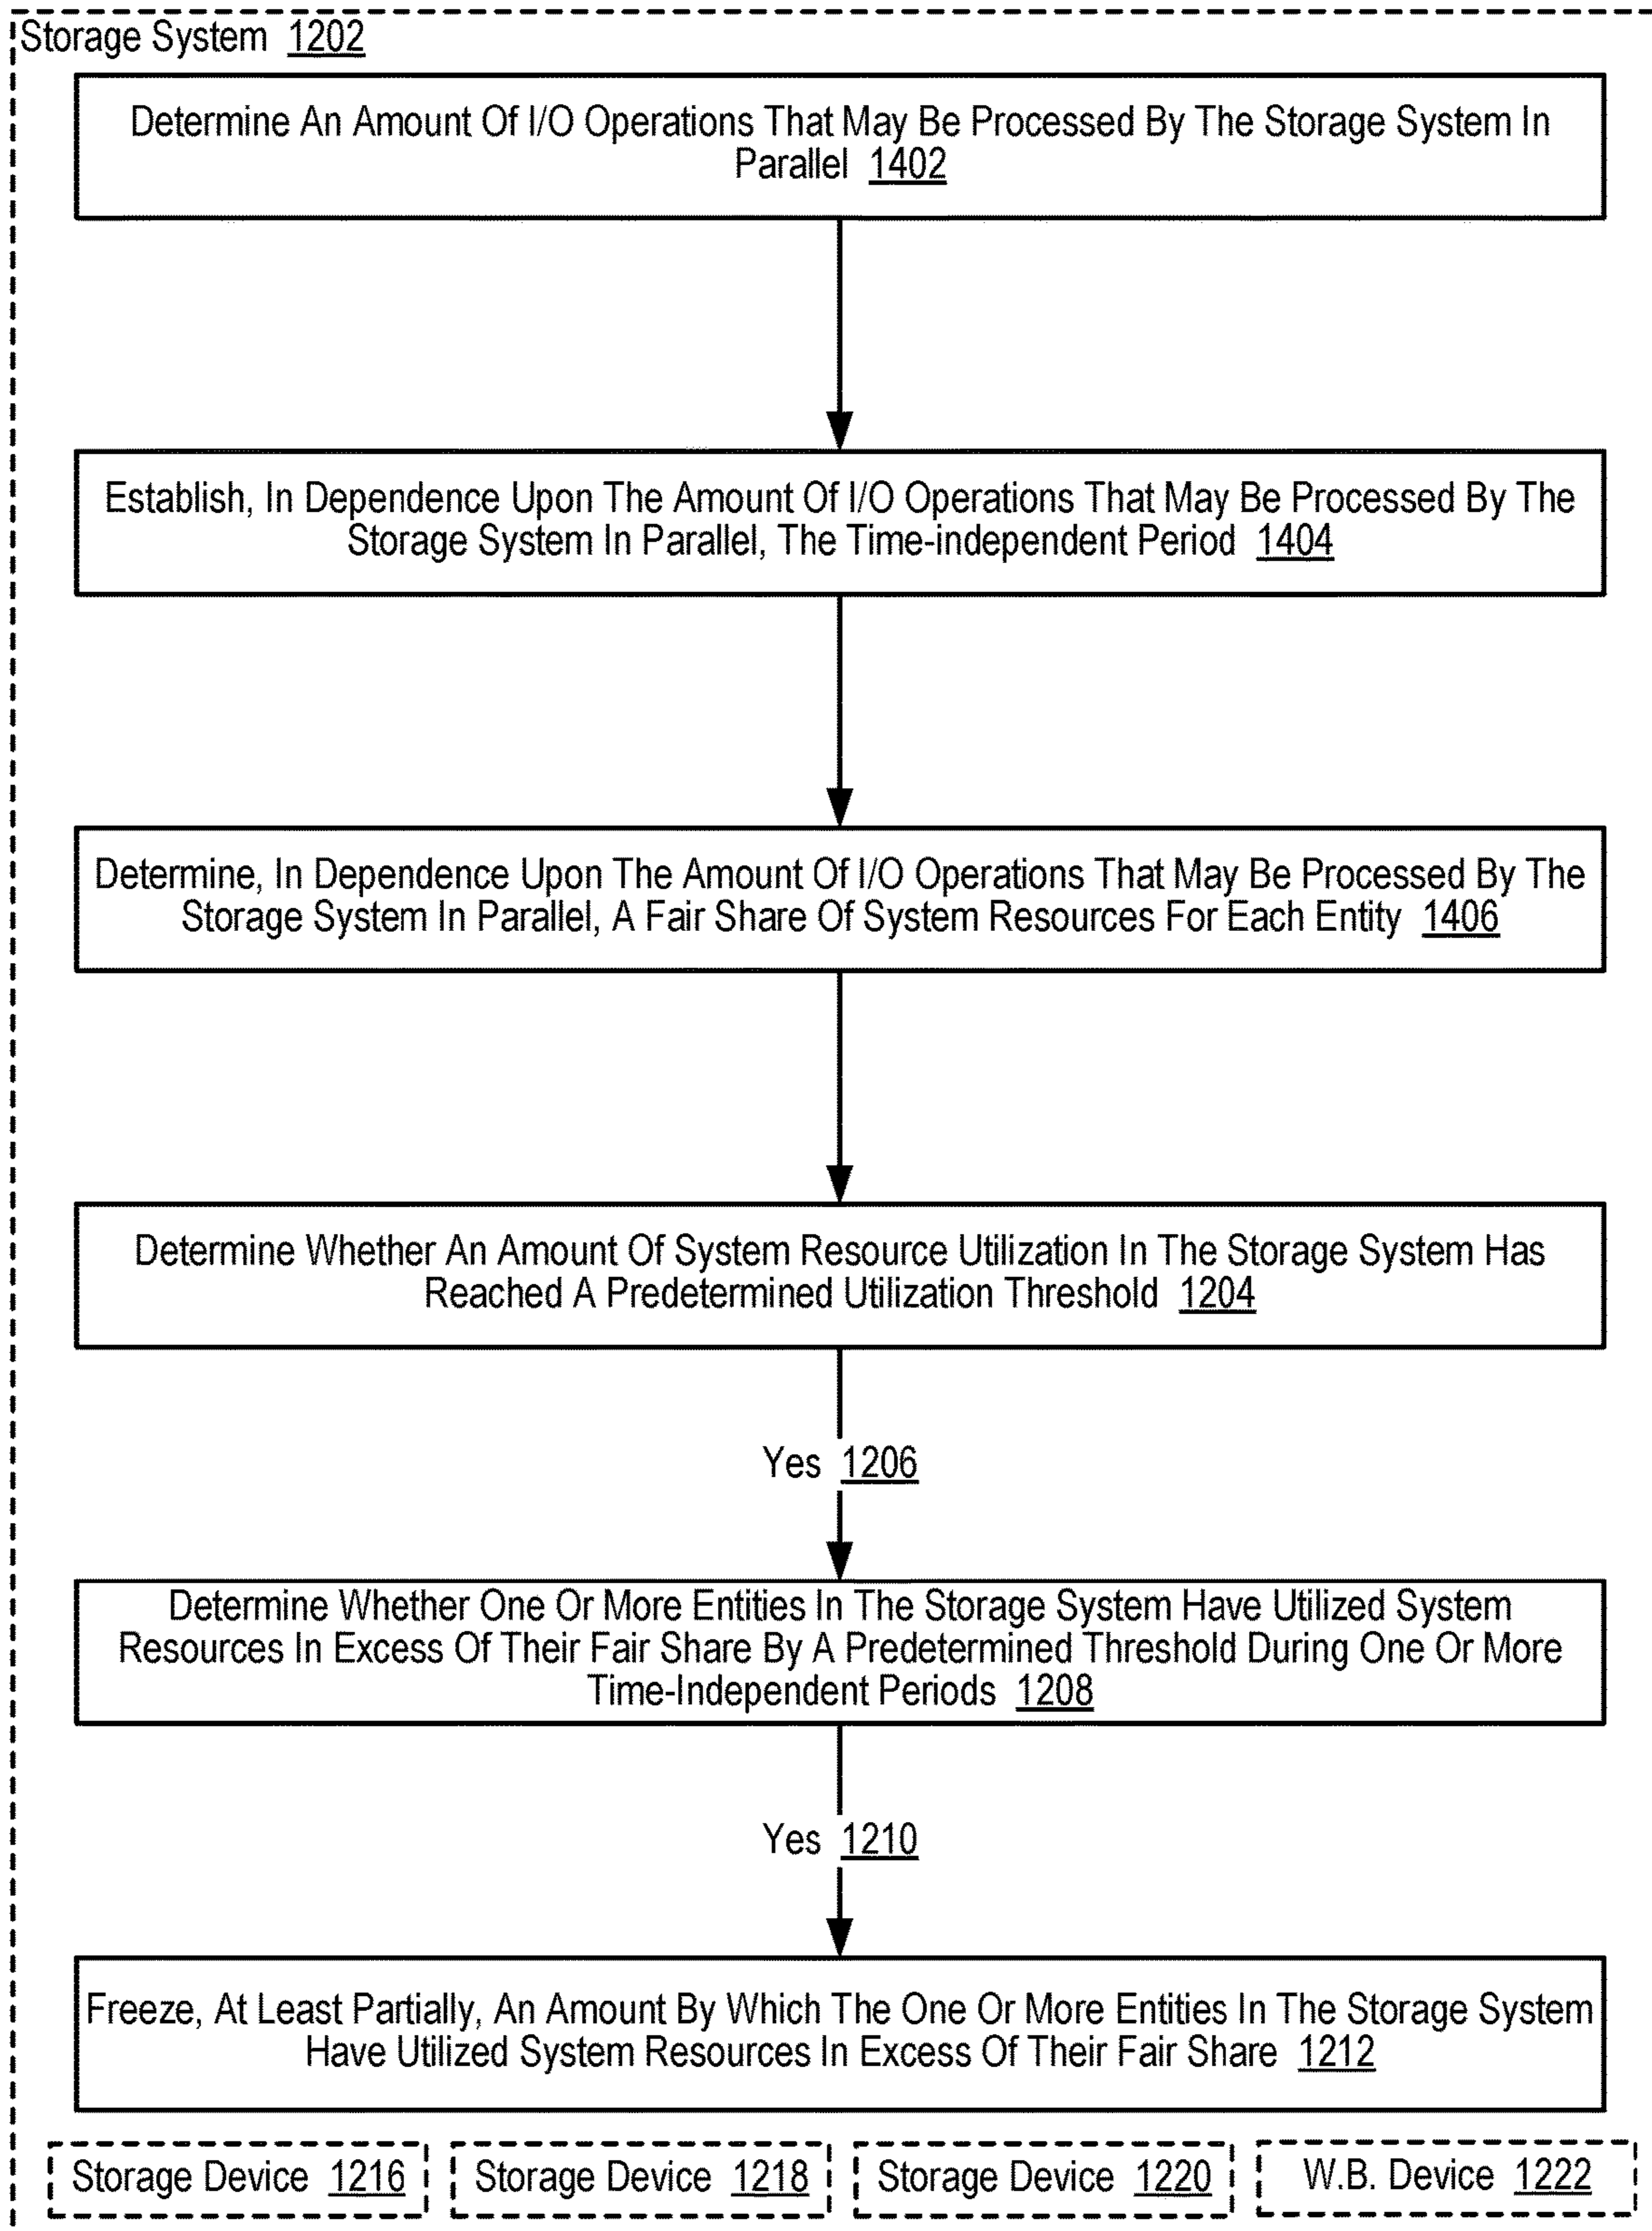 Storage System 1202
Determine An Amount Of I/O Operations That May Be Processed By The Storage System In
Parallel 1402
Establish, In Dependence Upon The Amount Of I/O Operations That May Be Processed By The
Storage System In Parallel, The Time-independent Period 1404
Determine, In Dependence Upon The Amount Of I/O Operations That May Be Processed By The
Storage System In Parallel, A Fair Share Of System Resources For Each Entity 1406
Determine Whether An Amount Of System Resource Utilization In The Storage System Has
Reached A Predetermined Utilization Threshold 1204
Yes 1206
Determine Whether One Or More Entities In The Storage System Have Utilized System
Resources In Excess Of Their Fair Share By A Predetermined Threshold During One Or More
Time-Independent Periods 1208
Yes 1210
Freeze, At Least Partially, An Amount By Which The One Or More Entities In The Storage System
Have Utilized System Resources In Excess Of Their Fair Share 1212
Storage Device 1216
Storage Device 1218
Storage Device 1220
W.B. Device 1222